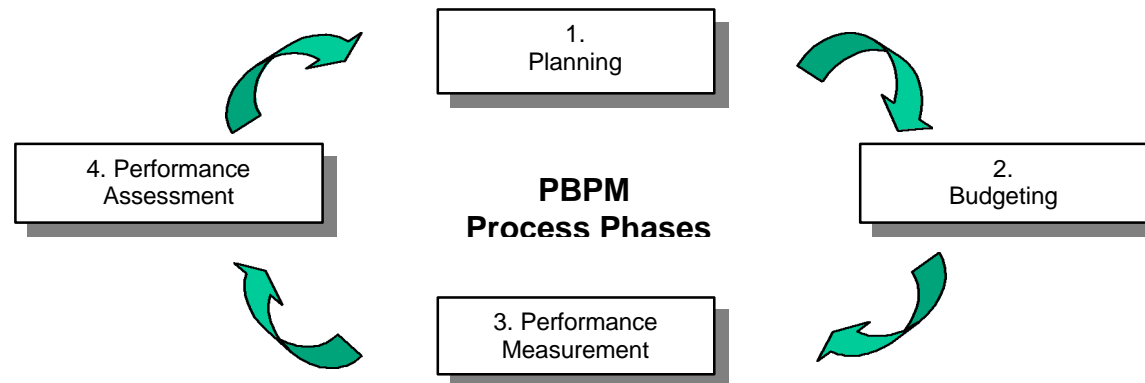 1.
Planning
4. Performance
Assessment
2.
Budgeting
PBPM
Process Phases
3. Performance
Measurement